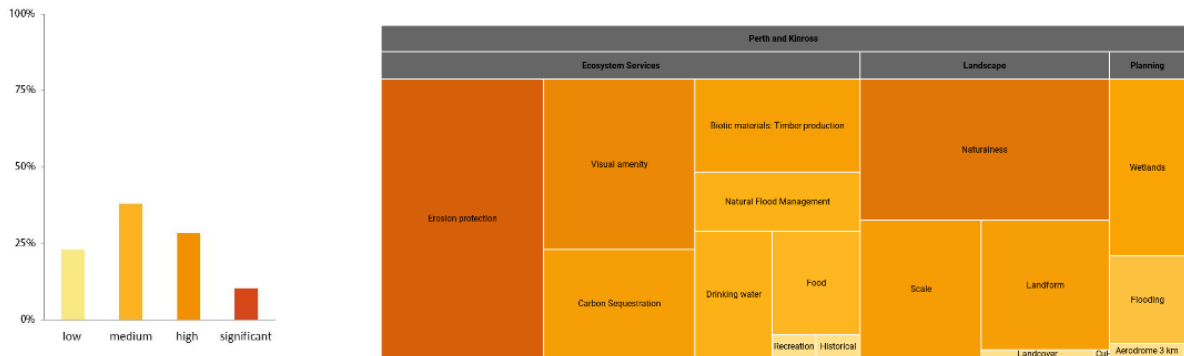 100%
75%
50%
25%
0%
low
medium
high
significant
Perth and Kinross
Ecosystem Services
Landscape
Planning
Erosion protection
Visual amenity
Carbon Sequestration
Biotic materials: Timber production
Natural Flood Management
Drinking water
Food
Recreation
Historical
Naturalness
Scale
Landform
Landcover
Wetlands
Flooding
Aerodrome 3 km